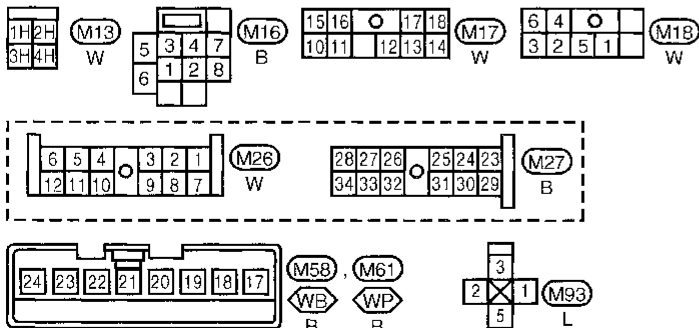 1H 2H
3H 4H
M13
W
5 3 4 7
6 1 2 8
M16
B
15 16 17 18
10 11 12 13 14
M17
W
6 4
3 2 5 1
M18
W
6 5 4 3 2 1
12 11 10 9 8 7
M26
W
28 27 26 25 24 23
34 33 32 31 30 29
M27
B
24 23 22 21 20 19 18 17
M58 , M61
WB WP
B B
3
2 1
5
M93
L